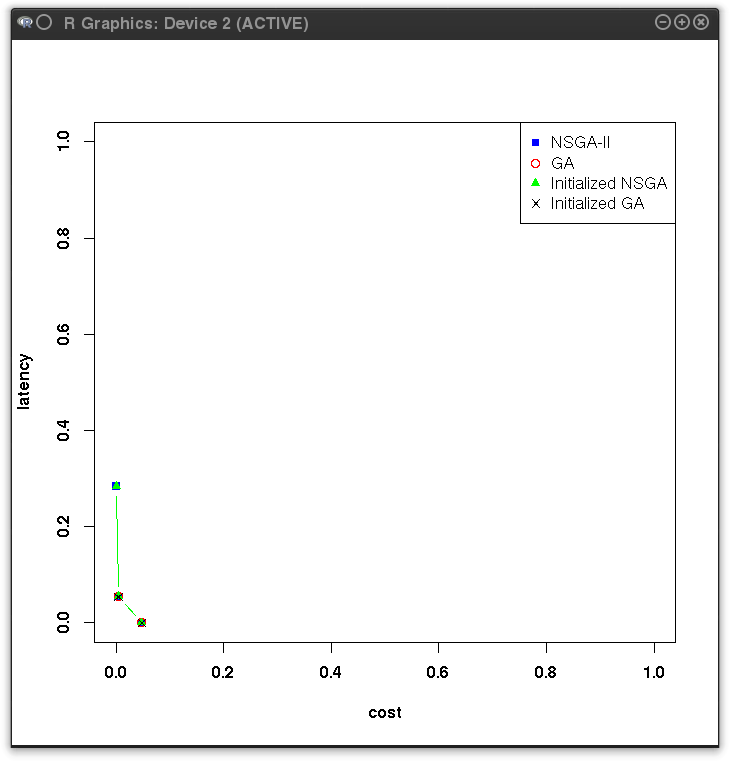 R Graphics: Device 2 (ACTIVE)
NSGA-II
GA
Initialized NSGA
Initialized GA
1.0
0.8
0.6
0.4
0.2
0.0
latency
0.0 0.2 0.4 0.6 0.8 1.0
cost